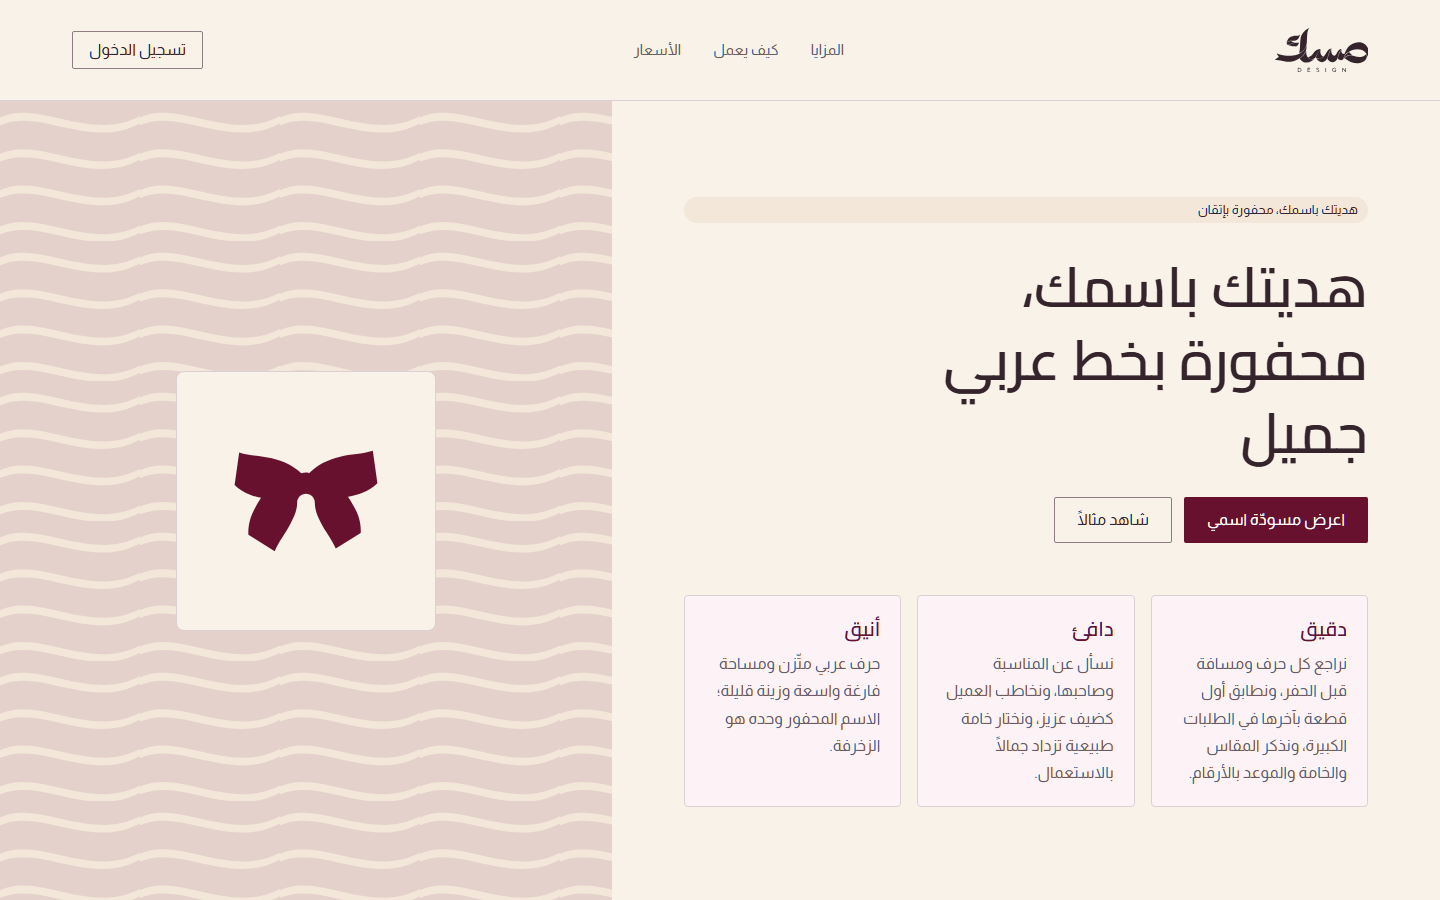 مسك
DESIGN
المزايا
كيف يعمل
الأسعار
تسجيل الدخول
هديتك باسمك، محفورة بإتقان
هديتك باسمك،
محفورة بخط عربي
جميل
اعرض مسودّة اسمي
شاهد مثالًا
دقيق
نراجع كل حرف ومسافة
قبل الحفر، ونطابق أول
قطعة بآخرها في الطلبات
الكبيرة، ونذكر المقاس
والخامة والموعد بالأرقام.
دافئ
نسأل عن المناسبة
وصاحبها، ونخاطب العميل
كضيف عزيز، ونختار خامة
طبيعية تزداد جمالًا
بالاستعمال.
أنيق
حرف عربي متّزن ومساحة
فارغة واسعة وزينة قليلة؛
الاسم المحفور وحده هو
الزخرفة.